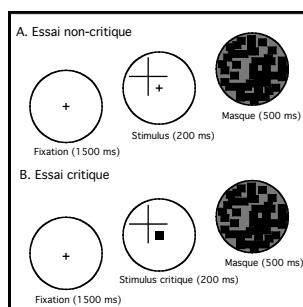 A. Essai non-critique
Masque (500 ms)
Stimulus (200 ms)
Fixation (1500 ms)
B. Essai critique
Masque (500 ms)
Stimulus critique (200 ms)
Fixation (1500 ms)